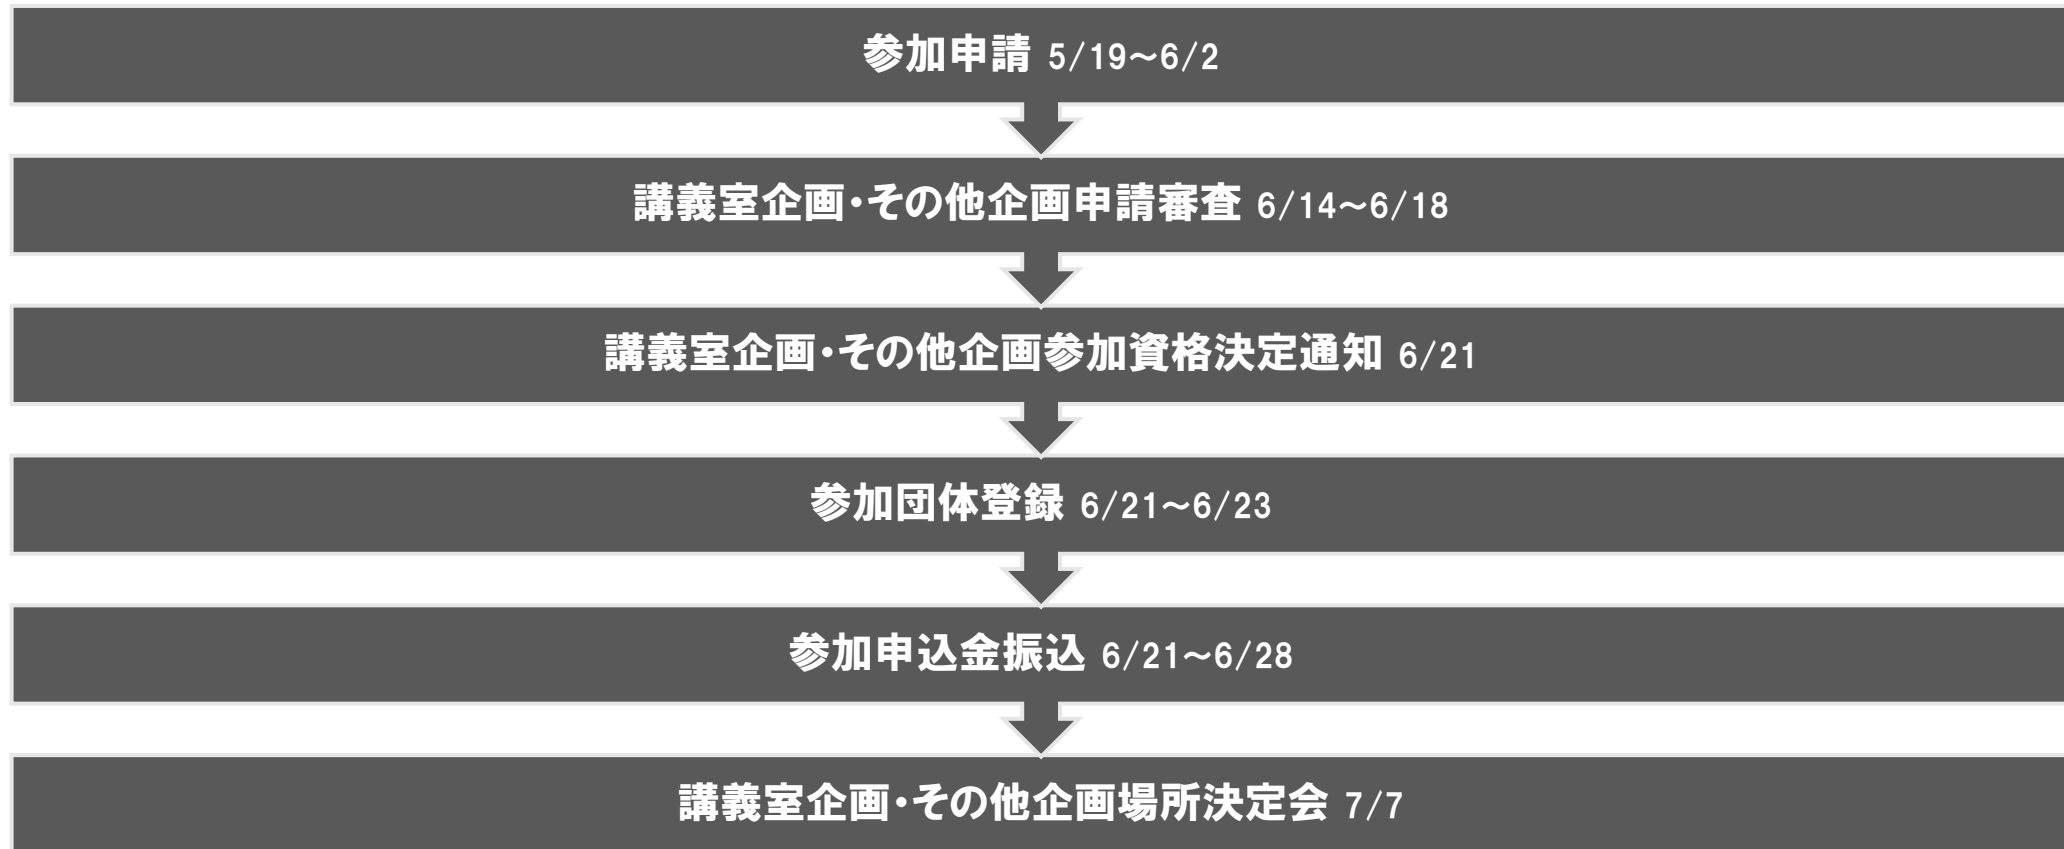 参加申請 5/19～6/2
講義室企画・その他企画申請審査 6/14～6/18
講義室企画・その他企画参加資格決定通知 6/21
参加団体登録 6/21～6/23
参加申込金振込 6/21～6/28
講義室企画・その他企画場所決定会 7/7